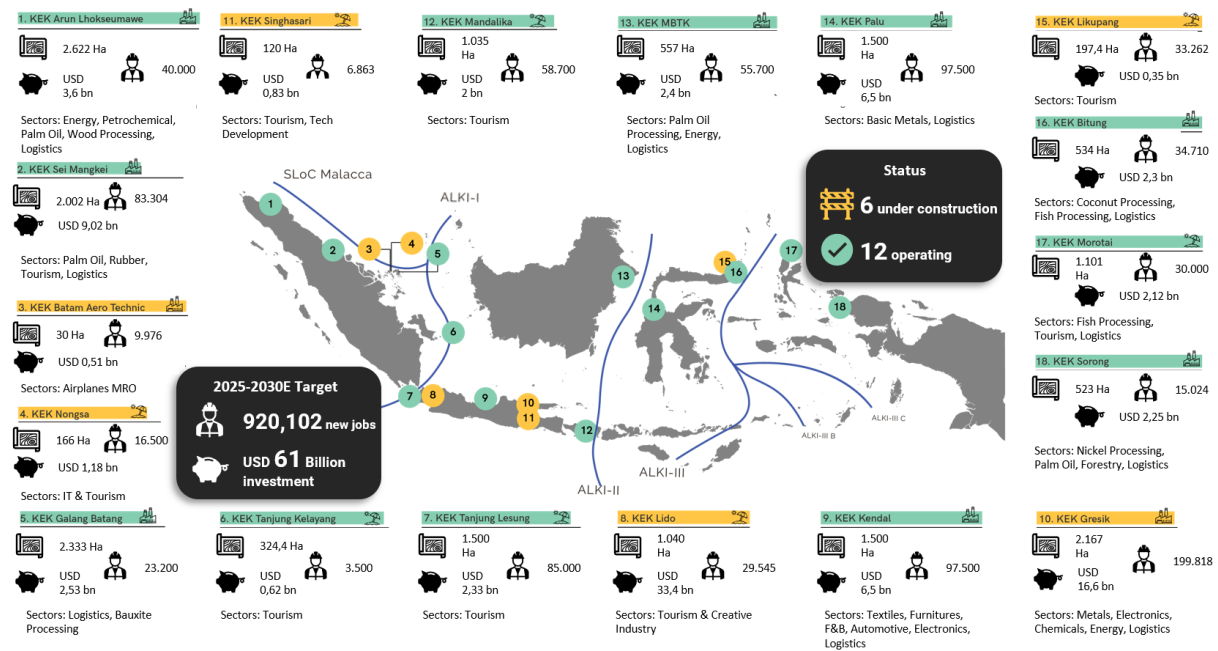 1. KEK Arun Lhokseumawe
2.622 Ha
40.000
USD
3,6 bn
Sectors: Energy, Petrochemical,
Palm Oil, Wood Processing,
Logistics
11. KEK Singhasari
120 Ha
6.863
USD
0,83 bn
Sectors: Tourism, Tech
Development
12. KEK Mandalika
1.035
Ha
58.700
USD
2 bn
Sectors: Tourism
13. KEK MBTK
557 Ha
55.700
USD
2,4 bn
Sectors: Palm Oil
Processing, Energy,
Logistics
14. KEK Palu
1.500
Ha
97.500
USD
6,5 bn
Sectors: Basic Metals, Logistics
15. KEK Likupang
197,4 Ha
33.262
USD 0,35 bn
Sectors: Tourism
16. KEK Bitung
534 Ha
34.710
USD 2,3 bn
Sectors: Coconut Processing,
Fish Processing, Logistics
17. KEK Morotai
1.101
Ha
30.000
USD 2,12 bn
Sectors: Fish Processing,
Tourism, Logistics
18. KEK Sorong
523 Ha
15.024
USD 2,25 bn
Sectors: Nickel Processing,
Palm Oil, Forestry, Logistics
2. KEK Sei Mangkei
2.002 Ha
83.304
USD 9,02 bn
Sectors: Palm Oil, Rubber,
Tourism, Logistics
3. KEK Batam Aero Technic
30 Ha
9.976
USD 0,51 bn
Sectors: Airplanes MRO
4. KEK Nongsa
166 Ha
16.500
USD 1,18 bn
Sectors: IT & Tourism
SLoC Malacca
ALKI-I
1
2
3
4
5
6
7
8
9
10
11
12
13
14
15
16
17
18
ALKI-II
ALKI-III
ALKI-III B
ALKI-III C
Status
6 under construction
12 operating
2025-2030E Target
920,102 new jobs
USD 61 Billion
investment
5. KEK Galang Batang
2.333 Ha
23.200
USD
2,53 bn
Sectors: Logistics, Bauxite
Processing
6. KEK Tanjung Kelayang
324,4 Ha
3.500
USD
0,62 bn
Sectors: Tourism
7. KEK Tanjung Lesung
1.500
Ha
85.000
USD
2,33 bn
Sectors: Tourism
8. KEK Lido
1.040
Ha
29.545
USD
33,4 bn
Sectors: Tourism & Creative
Industry
9. KEK Kendal
1.500
Ha
97.500
USD
6,5 bn
Sectors: Textiles, Furnitures,
F&B, Automotive, Electronics,
Logistics
10. KEK Gresik
2.167
Ha
199.818
USD
16,6 bn
Sectors: Metals, Electronics,
Chemicals, Energy, Logistics